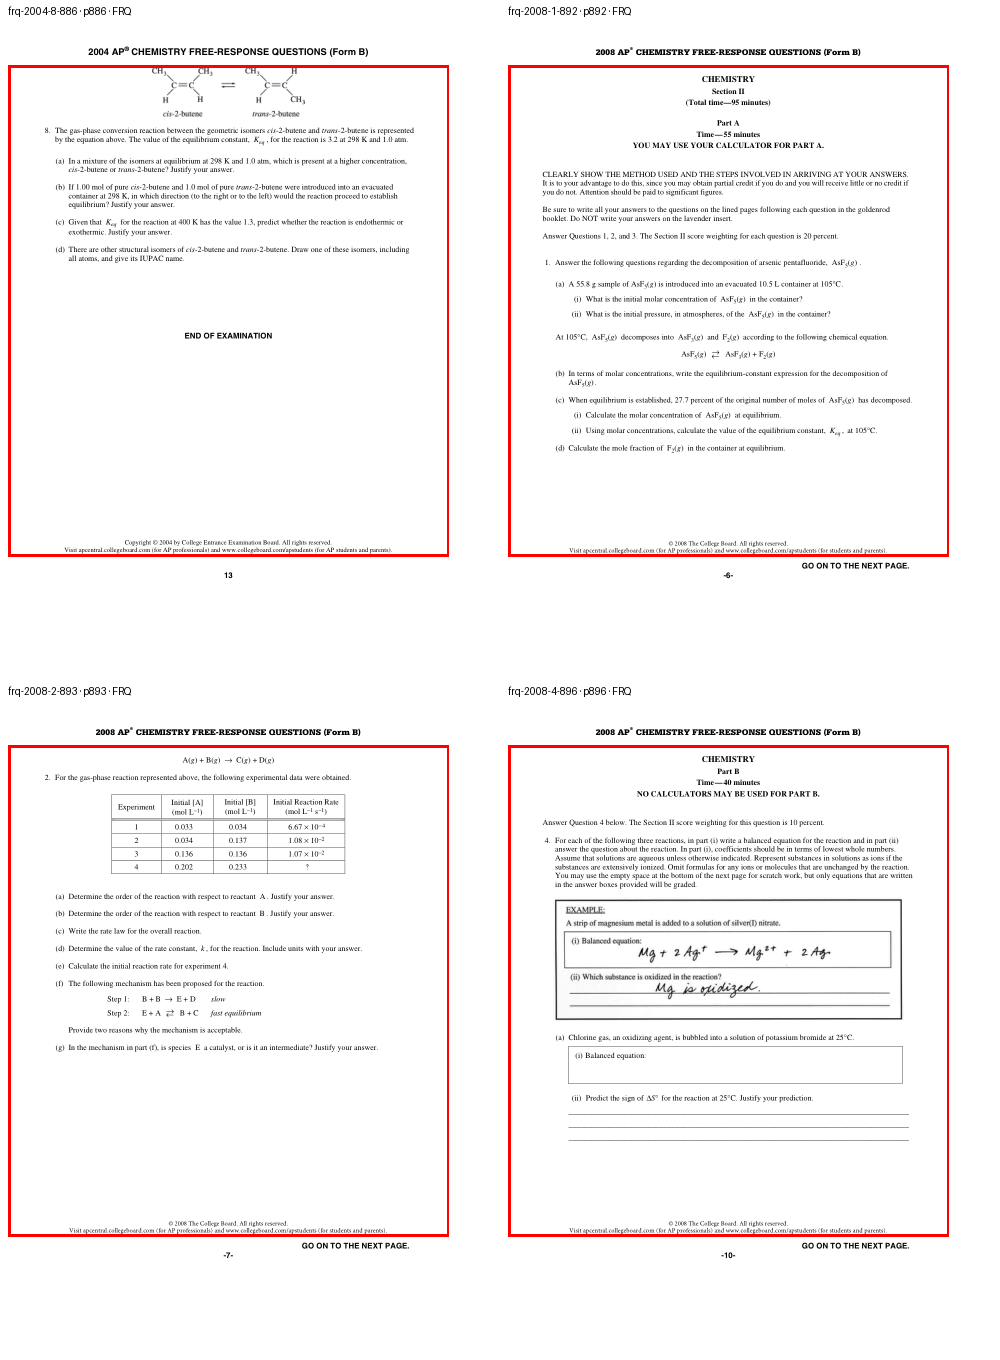 frq-2004-8-886 · p886 · FRQ
2004 AP® CHEMISTRY FREE-RESPONSE QUESTIONS (Form B)
CH3 CH3 CH3 H
C=C ⇌ C=C
H H H CH3
cis-2-butene trans-2-butene
8. The gas-phase conversion reaction between the geometric isomers cis-2-butene and trans-2-butene is represented
by the equation above. The value of the equilibrium constant, Keq, for the reaction is 3.2 at 298 K and 1.0 atm.
(a) In a mixture of the isomers at equilibrium at 298 K and 1.0 atm, which is present at a higher concentration,
cis-2-butene or trans-2-butene? Justify your answer.
(b) If 1.00 mol of pure cis-2-butene and 1.0 mol of pure trans-2-butene were introduced into an evacuated
container at 298 K, in which direction (to the right or to the left) would the reaction proceed to establish
equilibrium? Justify your answer.
(c) Given that Keq for the reaction at 400 K has the value 1.3, predict whether the reaction is endothermic or
exothermic. Justify your answer.
(d) There are other structural isomers of cis-2-butene and trans-2-butene. Draw one of these isomers, including
all atoms, and give its IUPAC name.
END OF EXAMINATION
Copyright © 2004 by College Entrance Examination Board. All rights reserved.
Visit apcentral.collegeboard.com (for AP professionals) and www.collegeboard.com/apstudents (for AP students and parents).
13
frq-2008-1-892 · p892 · FRQ
2008 AP® CHEMISTRY FREE-RESPONSE QUESTIONS (Form B)
CHEMISTRY
Section II
(Total time—95 minutes)
Part A
Time—55 minutes
YOU MAY USE YOUR CALCULATOR FOR PART A.
CLEARLY SHOW THE METHOD USED AND THE STEPS INVOLVED IN ARRIVING AT YOUR ANSWERS.
It is to your advantage to do this, since you may obtain partial credit if you do and you will receive little or no credit if
you do not. Attention should be paid to significant figures.
Be sure to write all your answers to the questions on the lined pages following each question in the goldenrod
booklet. Do NOT write your answers on the lavender insert.
Answer Questions 1, 2, and 3. The Section II score weighting for each question is 20 percent.
1. Answer the following questions regarding the decomposition of arsenic pentafluoride, AsF5(g).
(a) A 55.8 g sample of AsF5(g) is introduced into an evacuated 10.5 L container at 105°C.
(i) What is the initial molar concentration of AsF5(g) in the container?
(ii) What is the initial pressure, in atmospheres, of the AsF5(g) in the container?
At 105°C, AsF5(g) decomposes into AsF3(g) and F2(g) according to the following chemical equation.
AsF5(g) ⇄ AsF3(g) + F2(g)
(b) In terms of molar concentrations, write the equilibrium-constant expression for the decomposition of
AsF5(g).
(c) When equilibrium is established, 27.7 percent of the original number of moles of AsF5(g) has decomposed.
(i) Calculate the molar concentration of AsF5(g) at equilibrium.
(ii) Using molar concentrations, calculate the value of the equilibrium constant, Keq, at 105°C.
(d) Calculate the mole fraction of F2(g) in the container at equilibrium.
© 2008 The College Board. All rights reserved.
Visit apcentral.collegeboard.com (for AP professionals) and www.collegeboard.com/apstudents (for students and parents).
GO ON TO THE NEXT PAGE.
-6-
frq-2008-2-893 · p893 · FRQ
2008 AP® CHEMISTRY FREE-RESPONSE QUESTIONS (Form B)
A(g) + B(g) → C(g) + D(g)
2. For the gas-phase reaction represented above, the following experimental data were obtained.
Experiment Initial [A] (mol L⁻¹) Initial [B] (mol L⁻¹) Initial Reaction Rate (mol L⁻¹ s⁻¹)
1 0.033 0.034 6.67 × 10⁻⁴
2 0.034 0.137 1.08 × 10⁻²
3 0.136 0.136 1.07 × 10⁻²
4 0.202 0.233 ?
(a) Determine the order of the reaction with respect to reactant A. Justify your answer.
(b) Determine the order of the reaction with respect to reactant B. Justify your answer.
(c) Write the rate law for the overall reaction.
(d) Determine the value of the rate constant, k, for the reaction. Include units with your answer.
(e) Calculate the initial reaction rate for experiment 4.
(f) The following mechanism has been proposed for the reaction.
Step 1: B + B → E + D slow
Step 2: E + A ⇄ B + C fast equilibrium
Provide two reasons why the mechanism is acceptable.
(g) In the mechanism in part (f), is species E a catalyst, or is it an intermediate? Justify your answer.
© 2008 The College Board. All rights reserved.
Visit apcentral.collegeboard.com (for AP professionals) and www.collegeboard.com/apstudents (for students and parents).
GO ON TO THE NEXT PAGE.
-7-
frq-2008-4-896 · p896 · FRQ
2008 AP® CHEMISTRY FREE-RESPONSE QUESTIONS (Form B)
CHEMISTRY
Part B
Time—40 minutes
NO CALCULATORS MAY BE USED FOR PART B.
Answer Question 4 below. The Section II score weighting for this question is 10 percent.
4. For each of the following three reactions, in part (i) write a balanced equation for the reaction and in part (ii)
answer the question about the reaction. In part (i), coefficients should be in terms of lowest whole numbers.
Assume that solutions are aqueous unless otherwise indicated. Represent substances in solutions as ions if the
substances are extensively ionized. Omit formulas for any ions or molecules that are unchanged by the reaction.
You may use the empty space at the bottom of the next page for scratch work, but only equations that are written
in the answer boxes provided will be graded.
EXAMPLE:
A strip of magnesium metal is added to a solution of silver(I) nitrate.
(i) Balanced equation:
Mg + 2 Ag⁺ → Mg²⁺ + 2 Ag
(ii) Which substance is oxidized in the reaction?
Mg is oxidized.
(a) Chlorine gas, an oxidizing agent, is bubbled into a solution of potassium bromide at 25°C.
(i) Balanced equation:
(ii) Predict the sign of ΔS° for the reaction at 25°C. Justify your prediction.
© 2008 The College Board. All rights reserved.
Visit apcentral.collegeboard.com (for AP professionals) and www.collegeboard.com/apstudents (for students and parents).
GO ON TO THE NEXT PAGE.
-10-